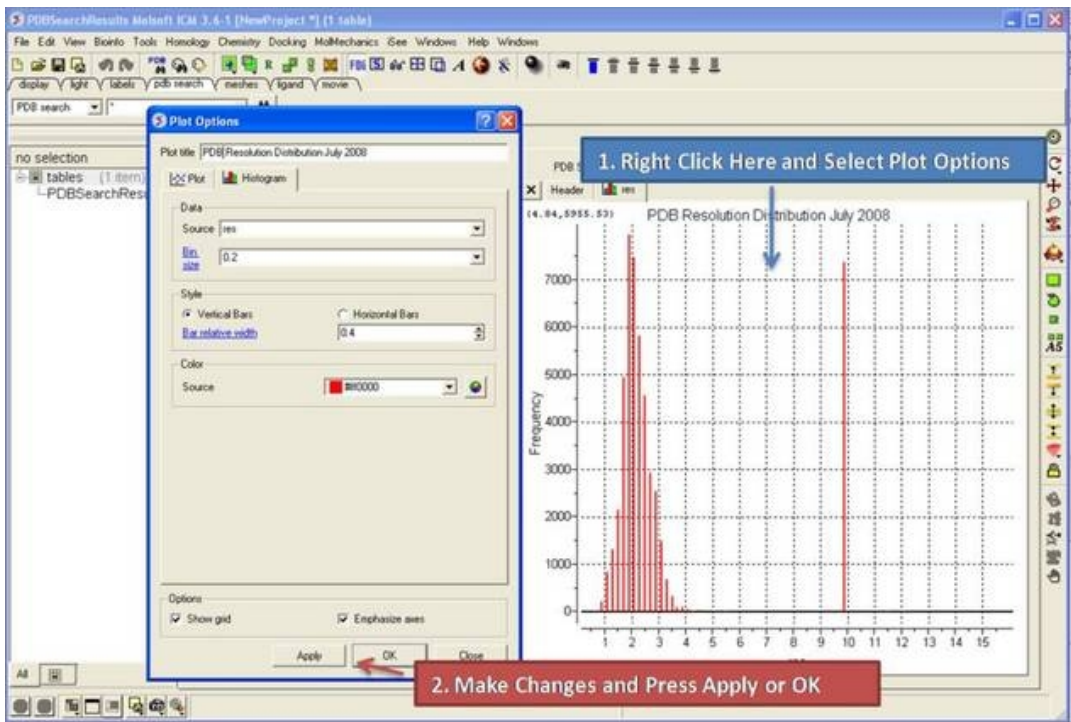 PDBSearchResults Molsoft ICM 3.6-1 [NewProject *] (1 table)
File Edit View Bioinfo Tools Homology Chemistry Docking MolMechanics iSee Windows Help Windows
display light labels pdb search meshes ligand movie
PDB search
Plot Options
no selection
tables (1 item)
PDBSearchResu
Plot title PDB Resolution Distribution July 2008
Plot Histogram
Data
Source res
Bin size 0.2
Style
Vertical Bars Horizontal Bars
Bar relative width 0.4
Color
Source #ff0000
Options
Show grid Emphasize axes
Apply OK Close
1. Right Click Here and Select Plot Options
PDB S
Header res
(4.84,5955.53) PDB Resolution Distribution July 2008
Frequency
7000
6000
5000
4000
3000
2000
1000
0
1 2 3 4 5 6 7 8 9 10 11 12 13 14 15
2. Make Changes and Press Apply or OK
All